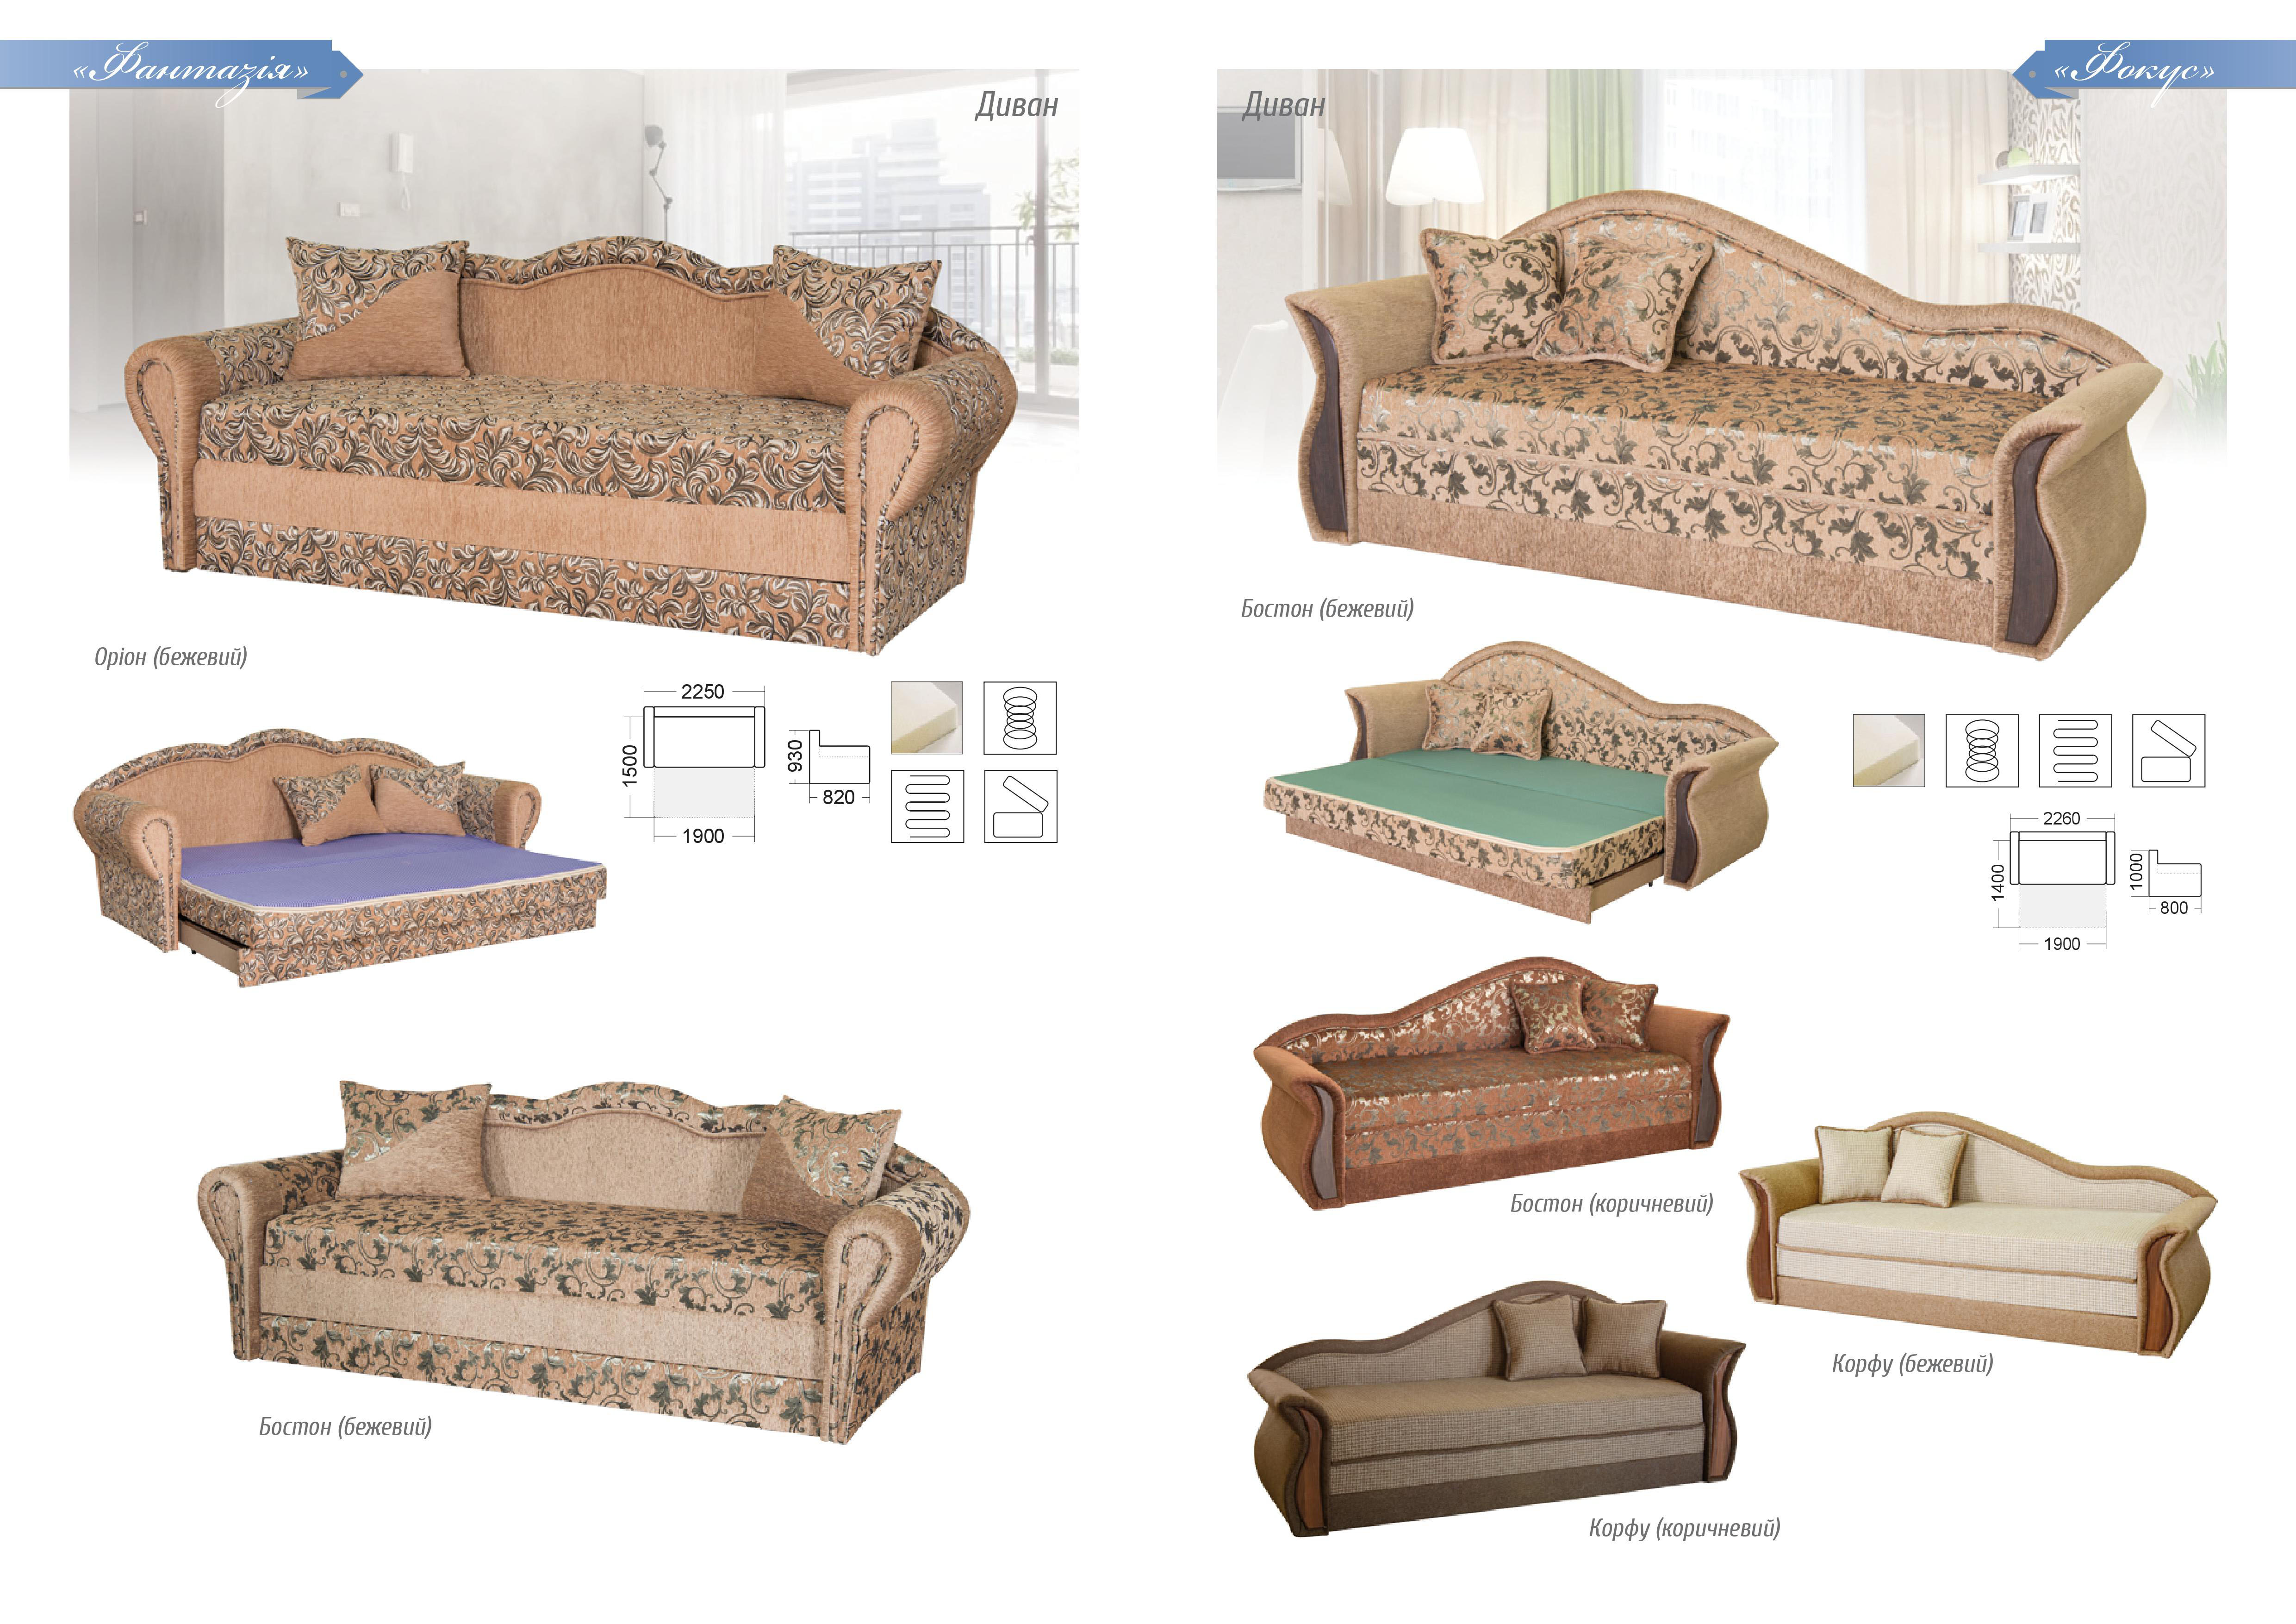 «Фантазія»
Диван
Оріон (бежевий)
2250
1500
1900
930
820
Бостон (бежевий)
«Фокус»
Диван
Бостон (бежевий)
2260
1400
1900
1000
800
Бостон (коричневий)
Корфу (бежевий)
Корфу (коричневий)